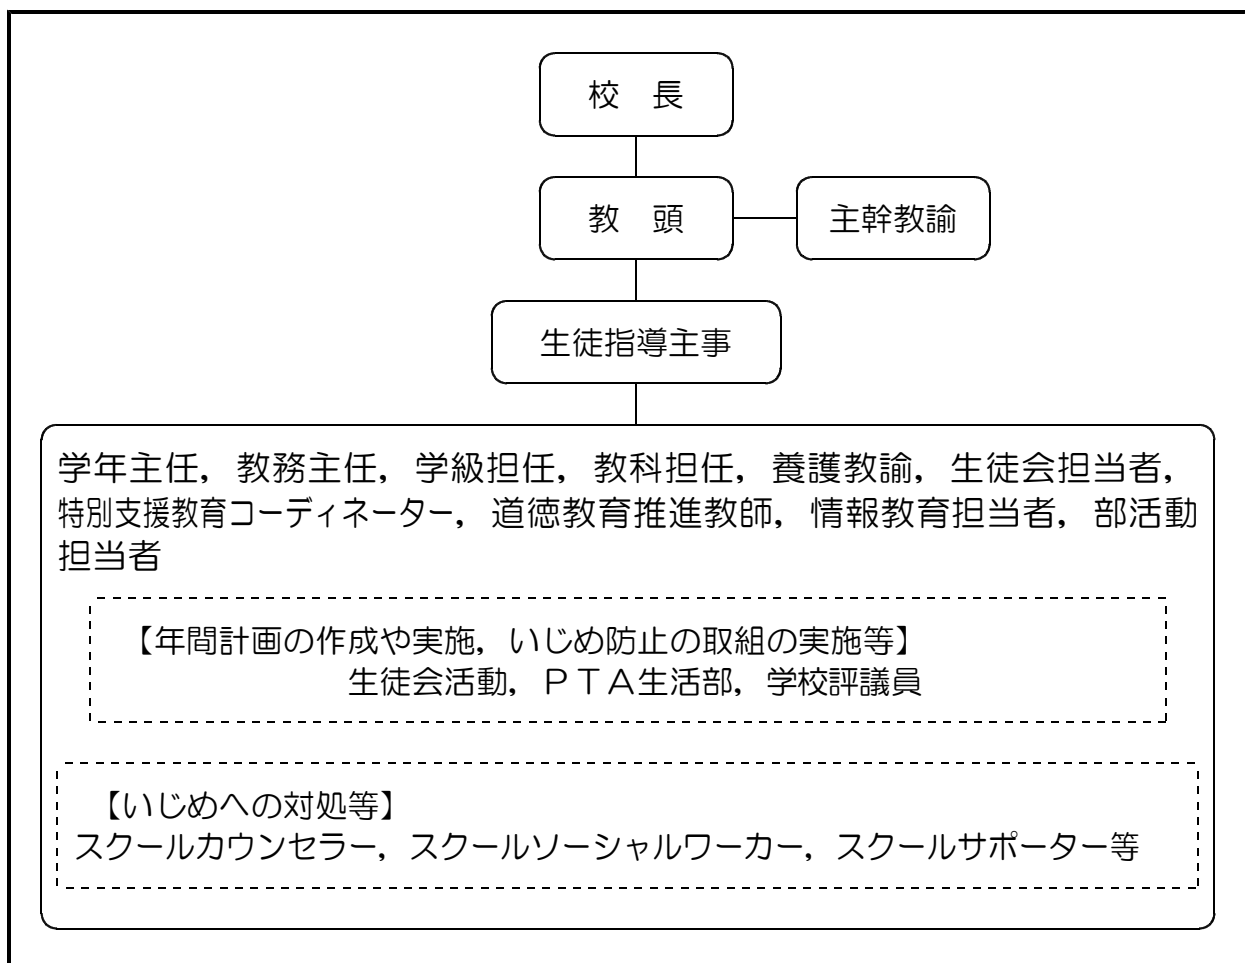 校　長
教　頭
主幹教諭
生徒指導主事
学年主任，教務主任，学級担任，教科担任，養護教諭，生徒会担当者，
特別支援教育コーディネーター，道徳教育推進教師，情報教育担当者，部活動
担当者
【年間計画の作成や実施，いじめ防止の取組の実施等】
生徒会活動，ＰＴＡ生活部，学校評議員
【いじめへの対処等】
スクールカウンセラー，スクールソーシャルワーカー，スクールサポーター等